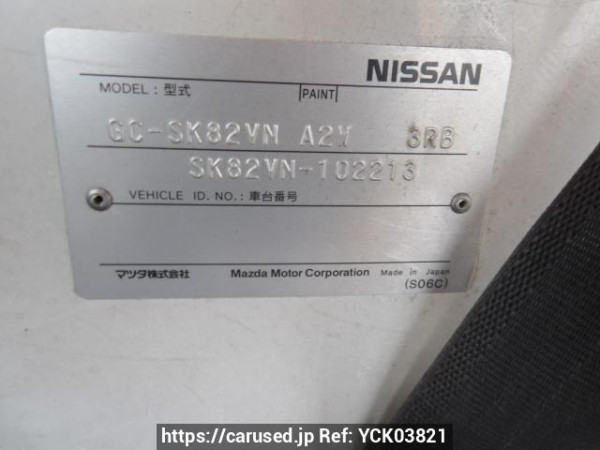 NISSAN
MODEL : 型式 PAINT
GC-SK82VN A2V 3RB
SK82VN-102213
VEHICLE ID. NO. : 車台番号
マツダ株式会社 Mazda Motor Corporation Made in Japan
(S06C)
https://carused.jp Ref: YCK03821